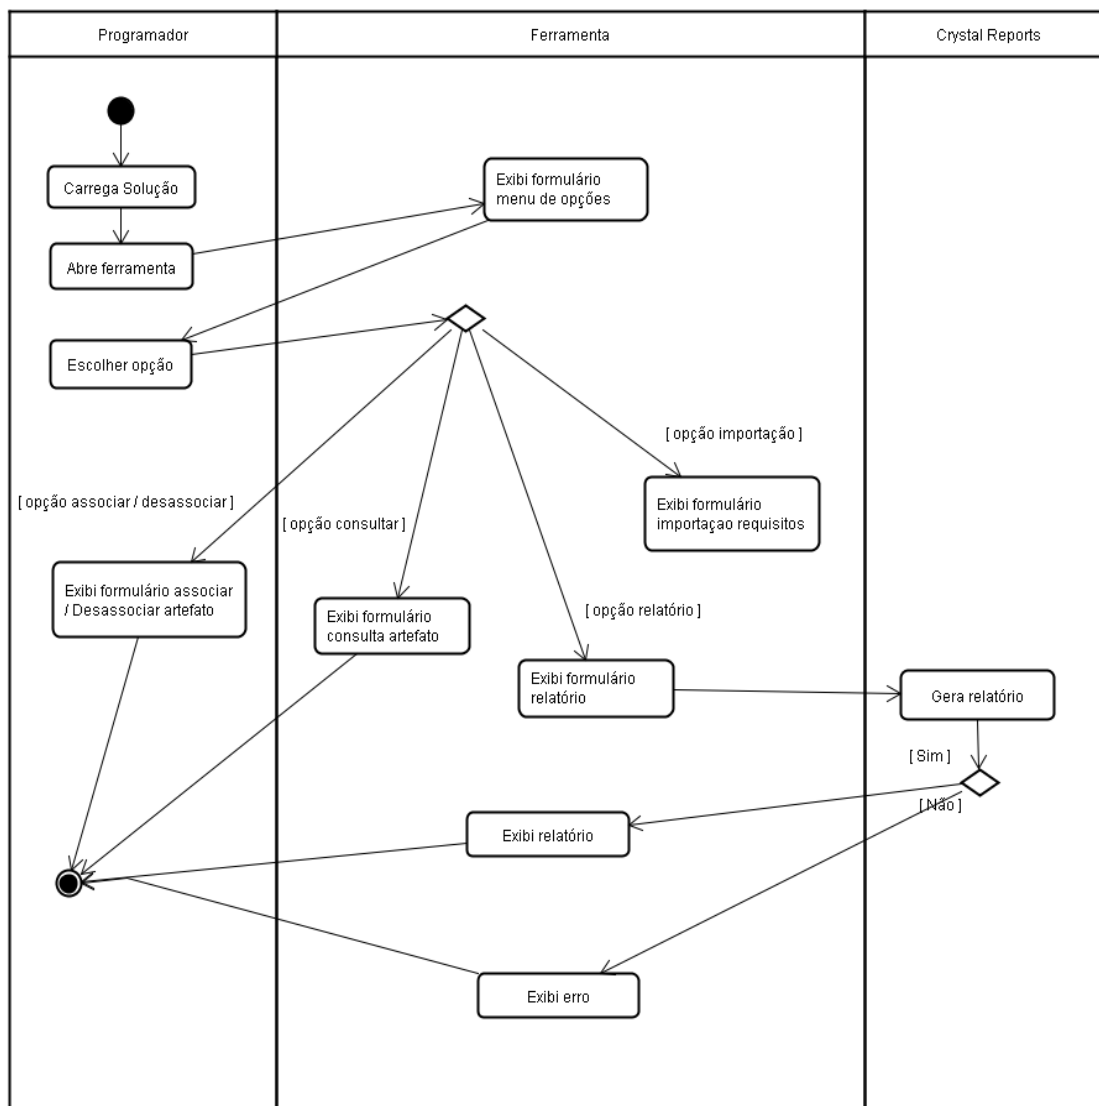 Programador
Ferramenta
Crystal Reports
Carrega Solução
Exibi formulário
menu de opções
Abre ferramenta
Escolher opção
[ opção importação ]
[ opção associar / desassociar ]
[ opção consultar ]
Exibi formulário
importaçao requisitos
Exibi formulário associar
/ Desassociar artefato
Exibi formulário
consulta artefato
[ opção relatório ]
Exibi formulário
relatório
Gera relatório
[ Sim ]
[ Não ]
Exibi relatório
Exibi erro